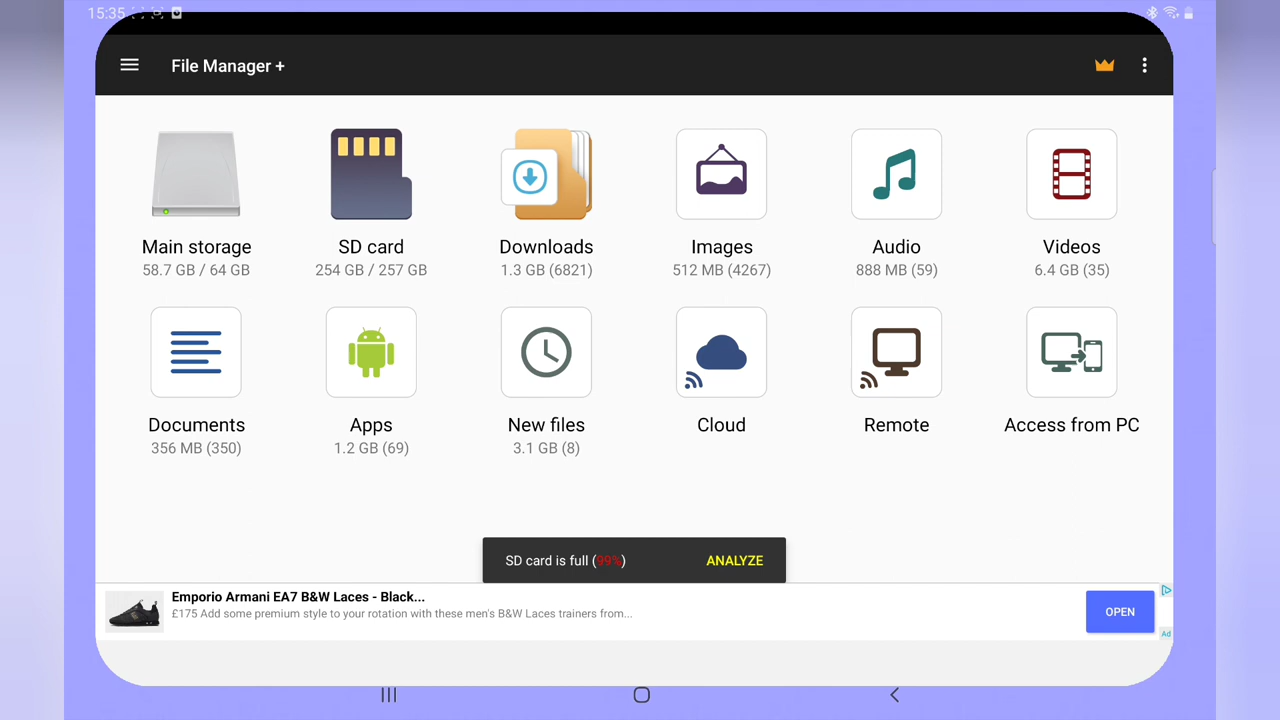 15:35
File Manager +
Main storage
58.7 GB / 64 GB
SD card
254 GB / 257 GB
Downloads
1.3 GB (6821)
Images
512 MB (4267)
Audio
888 MB (59)
Videos
6.4 GB (35)
Documents
356 MB (350)
Apps
1.2 GB (69)
New files
3.1 GB (8)
Cloud
Remote
Access from PC
SD card is full (99%)
ANALYZE
Emporio Armani EA7 B&W Laces - Black...
£175 Add some premium style to your rotation with these men's B&W Laces trainers from...
OPEN
Ad